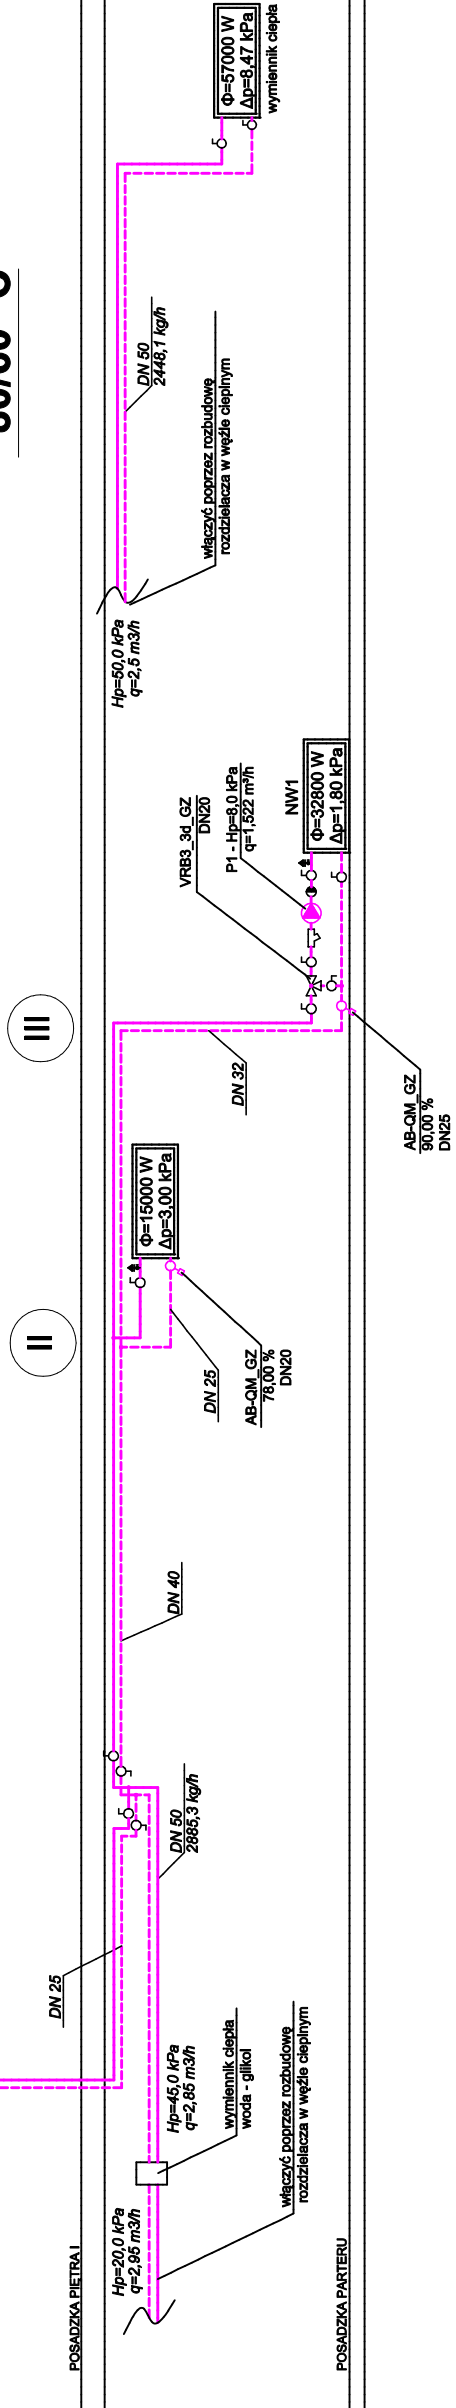 Φ=57000 W
Δp=8,47 kPa
wymiennik ciepła
DN 50
2448,1 kg/h
włączyć poprzez rozbudowę
rozdzielacza w węźle cieplnym
Hp=50,0 kPa
q=2,5 m3/h
NW1
Φ=32800 W
Δp=1,80 kPa
P1 - Hp=8,0 kPa
q=1,522 m³/h
VRB3_3d_GZ
DN20
III
DN 32
AB-QM_GZ
90,00 %
DN25
Φ=15000 W
Δp=3,00 kPa
II
DN 25
AB-QM_GZ
78,00 %
DN20
DN 40
DN 50
2885,3 kg/h
DN 25
Hp=45,0 kPa
q=2,85 m3/h
wymiennik ciepła
woda - glikol
włączyć poprzez rozbudowę
rozdzielacza w węźle cieplnym
Hp=20,0 kPa
q=2,95 m3/h
POSADZKA PIĘTRA I
POSADZKA PARTERU